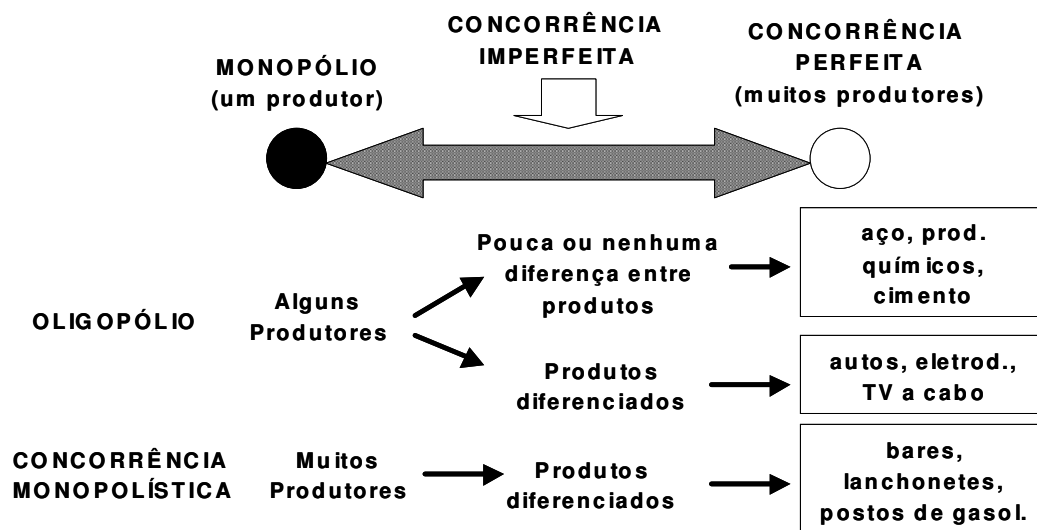 CONCORRÊNCIA
IMPERFEITA
CONCORRÊNCIA
PERFEITA
(muitos produtores)
MONOPÓLIO
(um produtor)
OLIGOPÓLIO
Alguns
Produtores
Pouca ou nenhuma
diferença entre
produtos
aço, prod.
químicos,
cimento
Produtos
diferenciados
autos, eletrod.,
TV a cabo
CONCORRÊNCIA
MONOPOLÍSTICA
Muitos
Produtores
Produtos
diferenciados
bares,
lanchonetes,
postos de gasol.